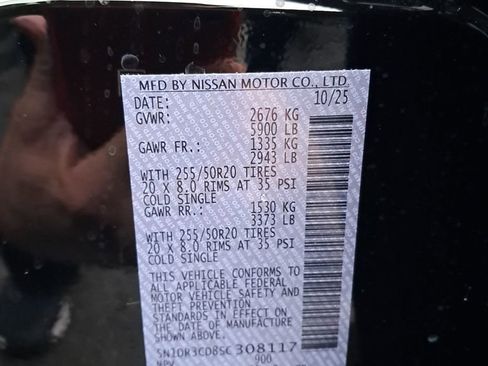 MFD BY NISSAN MOTOR CO., LTD.
DATE: 10/25
GVWR: 2676 KG
5900 LB
GAWR FR.: 1335 KG
2943 LB
WITH 255/50R20 TIRES
20 X 8.0 RIMS AT 35 PSI
COLD SINGLE
GAWR RR.: 1530 KG
3373 LB
WITH 255/50R20 TIRES
20 X 8.0 RIMS AT 35 PSI
COLD SINGLE
THIS VEHICLE CONFORMS TO
ALL APPLICABLE FEDERAL
MOTOR VEHICLE SAFETY AND
THEFT PREVENTION
STANDARDS IN EFFECT ON
THE DATE OF MANUFACTURE
SHOWN ABOVE.
5N1DR3CD8SC308117
MPV 900